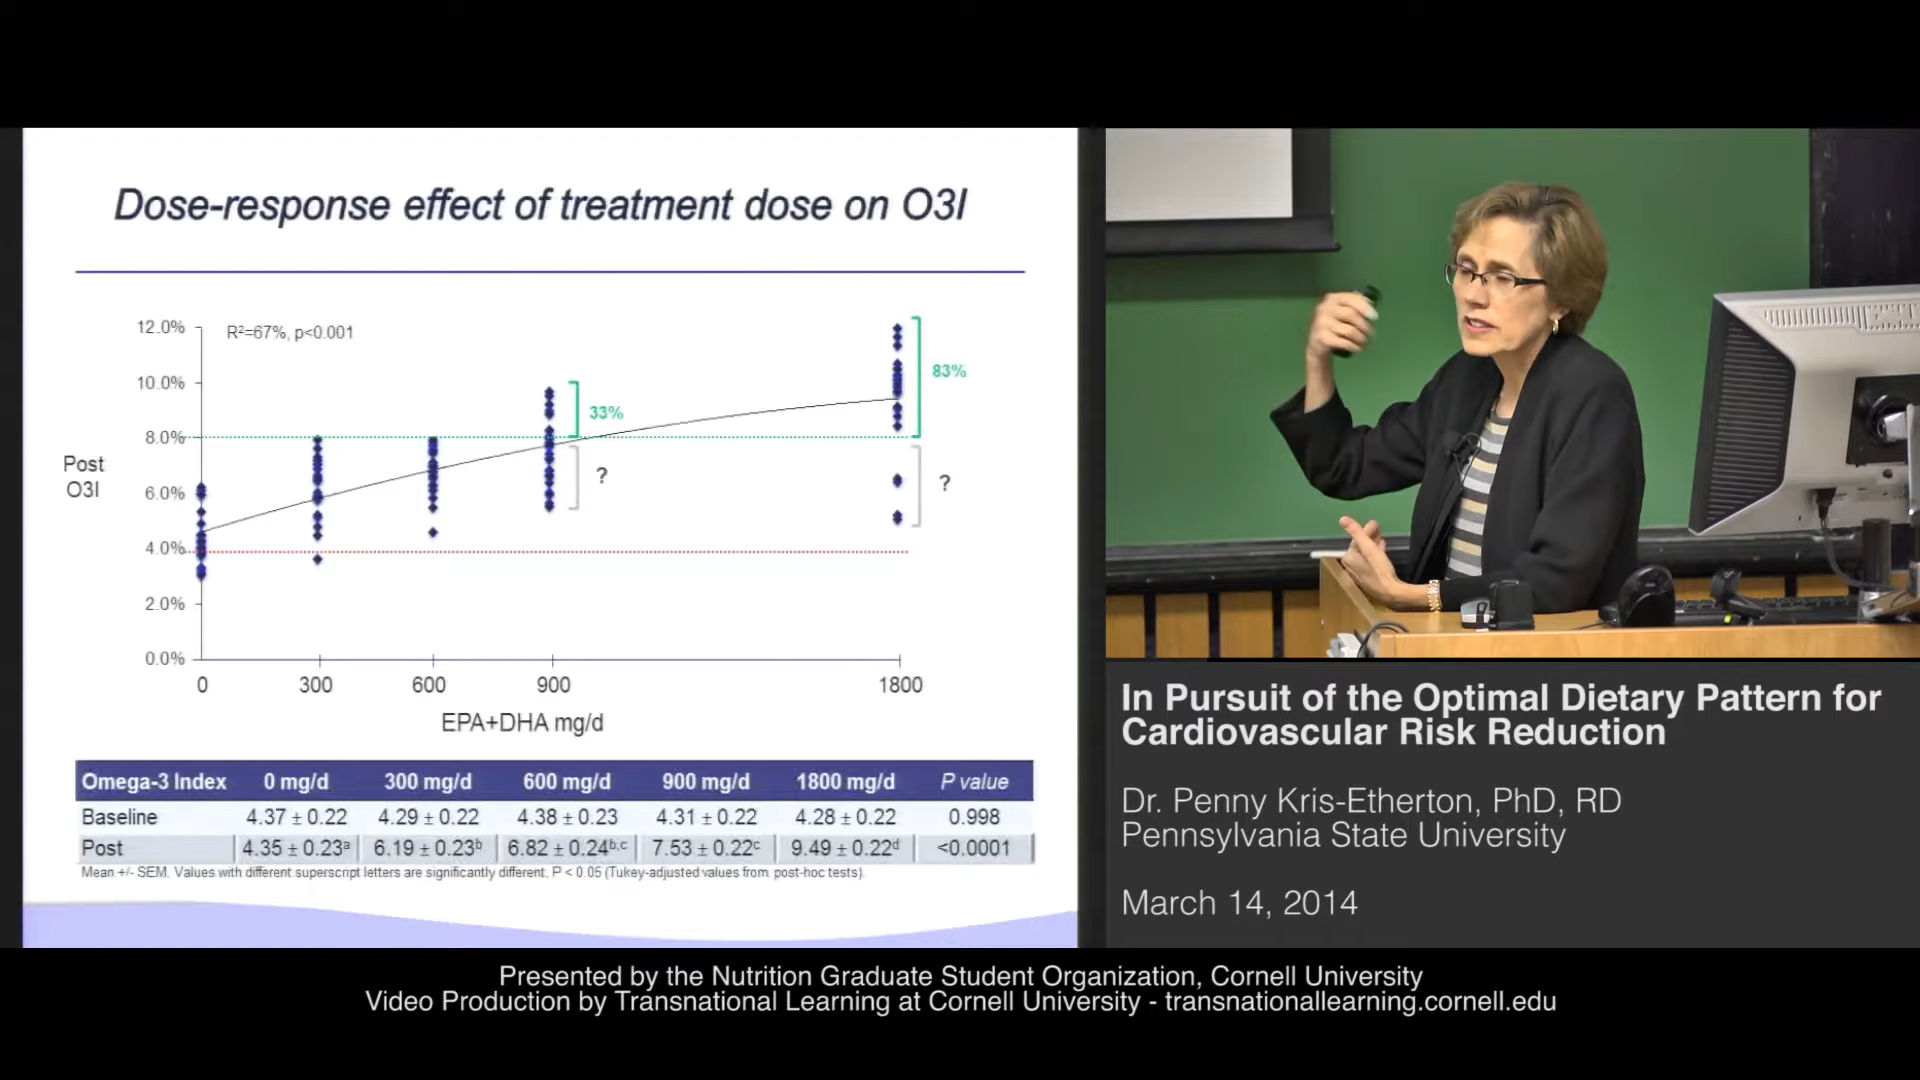 Dose-response effect of treatment dose on O3I
R²=67%, p<0.001
12.0%
10.0%
8.0%
6.0%
4.0%
2.0%
0.0%
Post
O3I
33%
?
83%
?
0 300 600 900 1800
EPA+DHA mg/d
Omega-3 Index 0 mg/d 300 mg/d 600 mg/d 900 mg/d 1800 mg/d P value
Baseline 4.37 ± 0.22 4.29 ± 0.22 4.38 ± 0.23 4.31 ± 0.22 4.28 ± 0.22 0.998
Post 4.35 ± 0.23ᵃ 6.19 ± 0.23ᵇ 6.82 ± 0.24ᵇ,ᶜ 7.53 ± 0.22ᶜ 9.49 ± 0.22ᵈ <0.0001
Mean +/- SEM. Values with different superscript letters are significantly different, P < 0.05 (Tukey-adjusted values from post-hoc tests).
In Pursuit of the Optimal Dietary Pattern for
Cardiovascular Risk Reduction
Dr. Penny Kris-Etherton, PhD, RD
Pennsylvania State University
March 14, 2014
Presented by the Nutrition Graduate Student Organization, Cornell University
Video Production by Transnational Learning at Cornell University - transnationallearning.cornell.edu